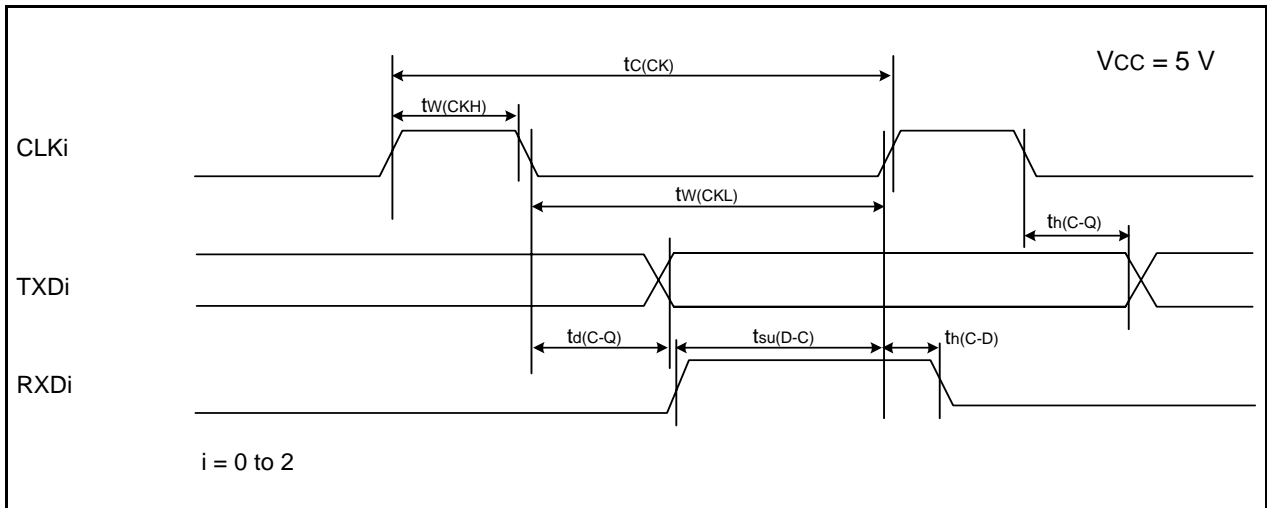 tC(CK)
VCC = 5 V
tW(CKH)
CLKi
tW(CKL)
th(C-Q)
TXDi
td(C-Q)
tsu(D-C)
th(C-D)
RXDi
i = 0 to 2